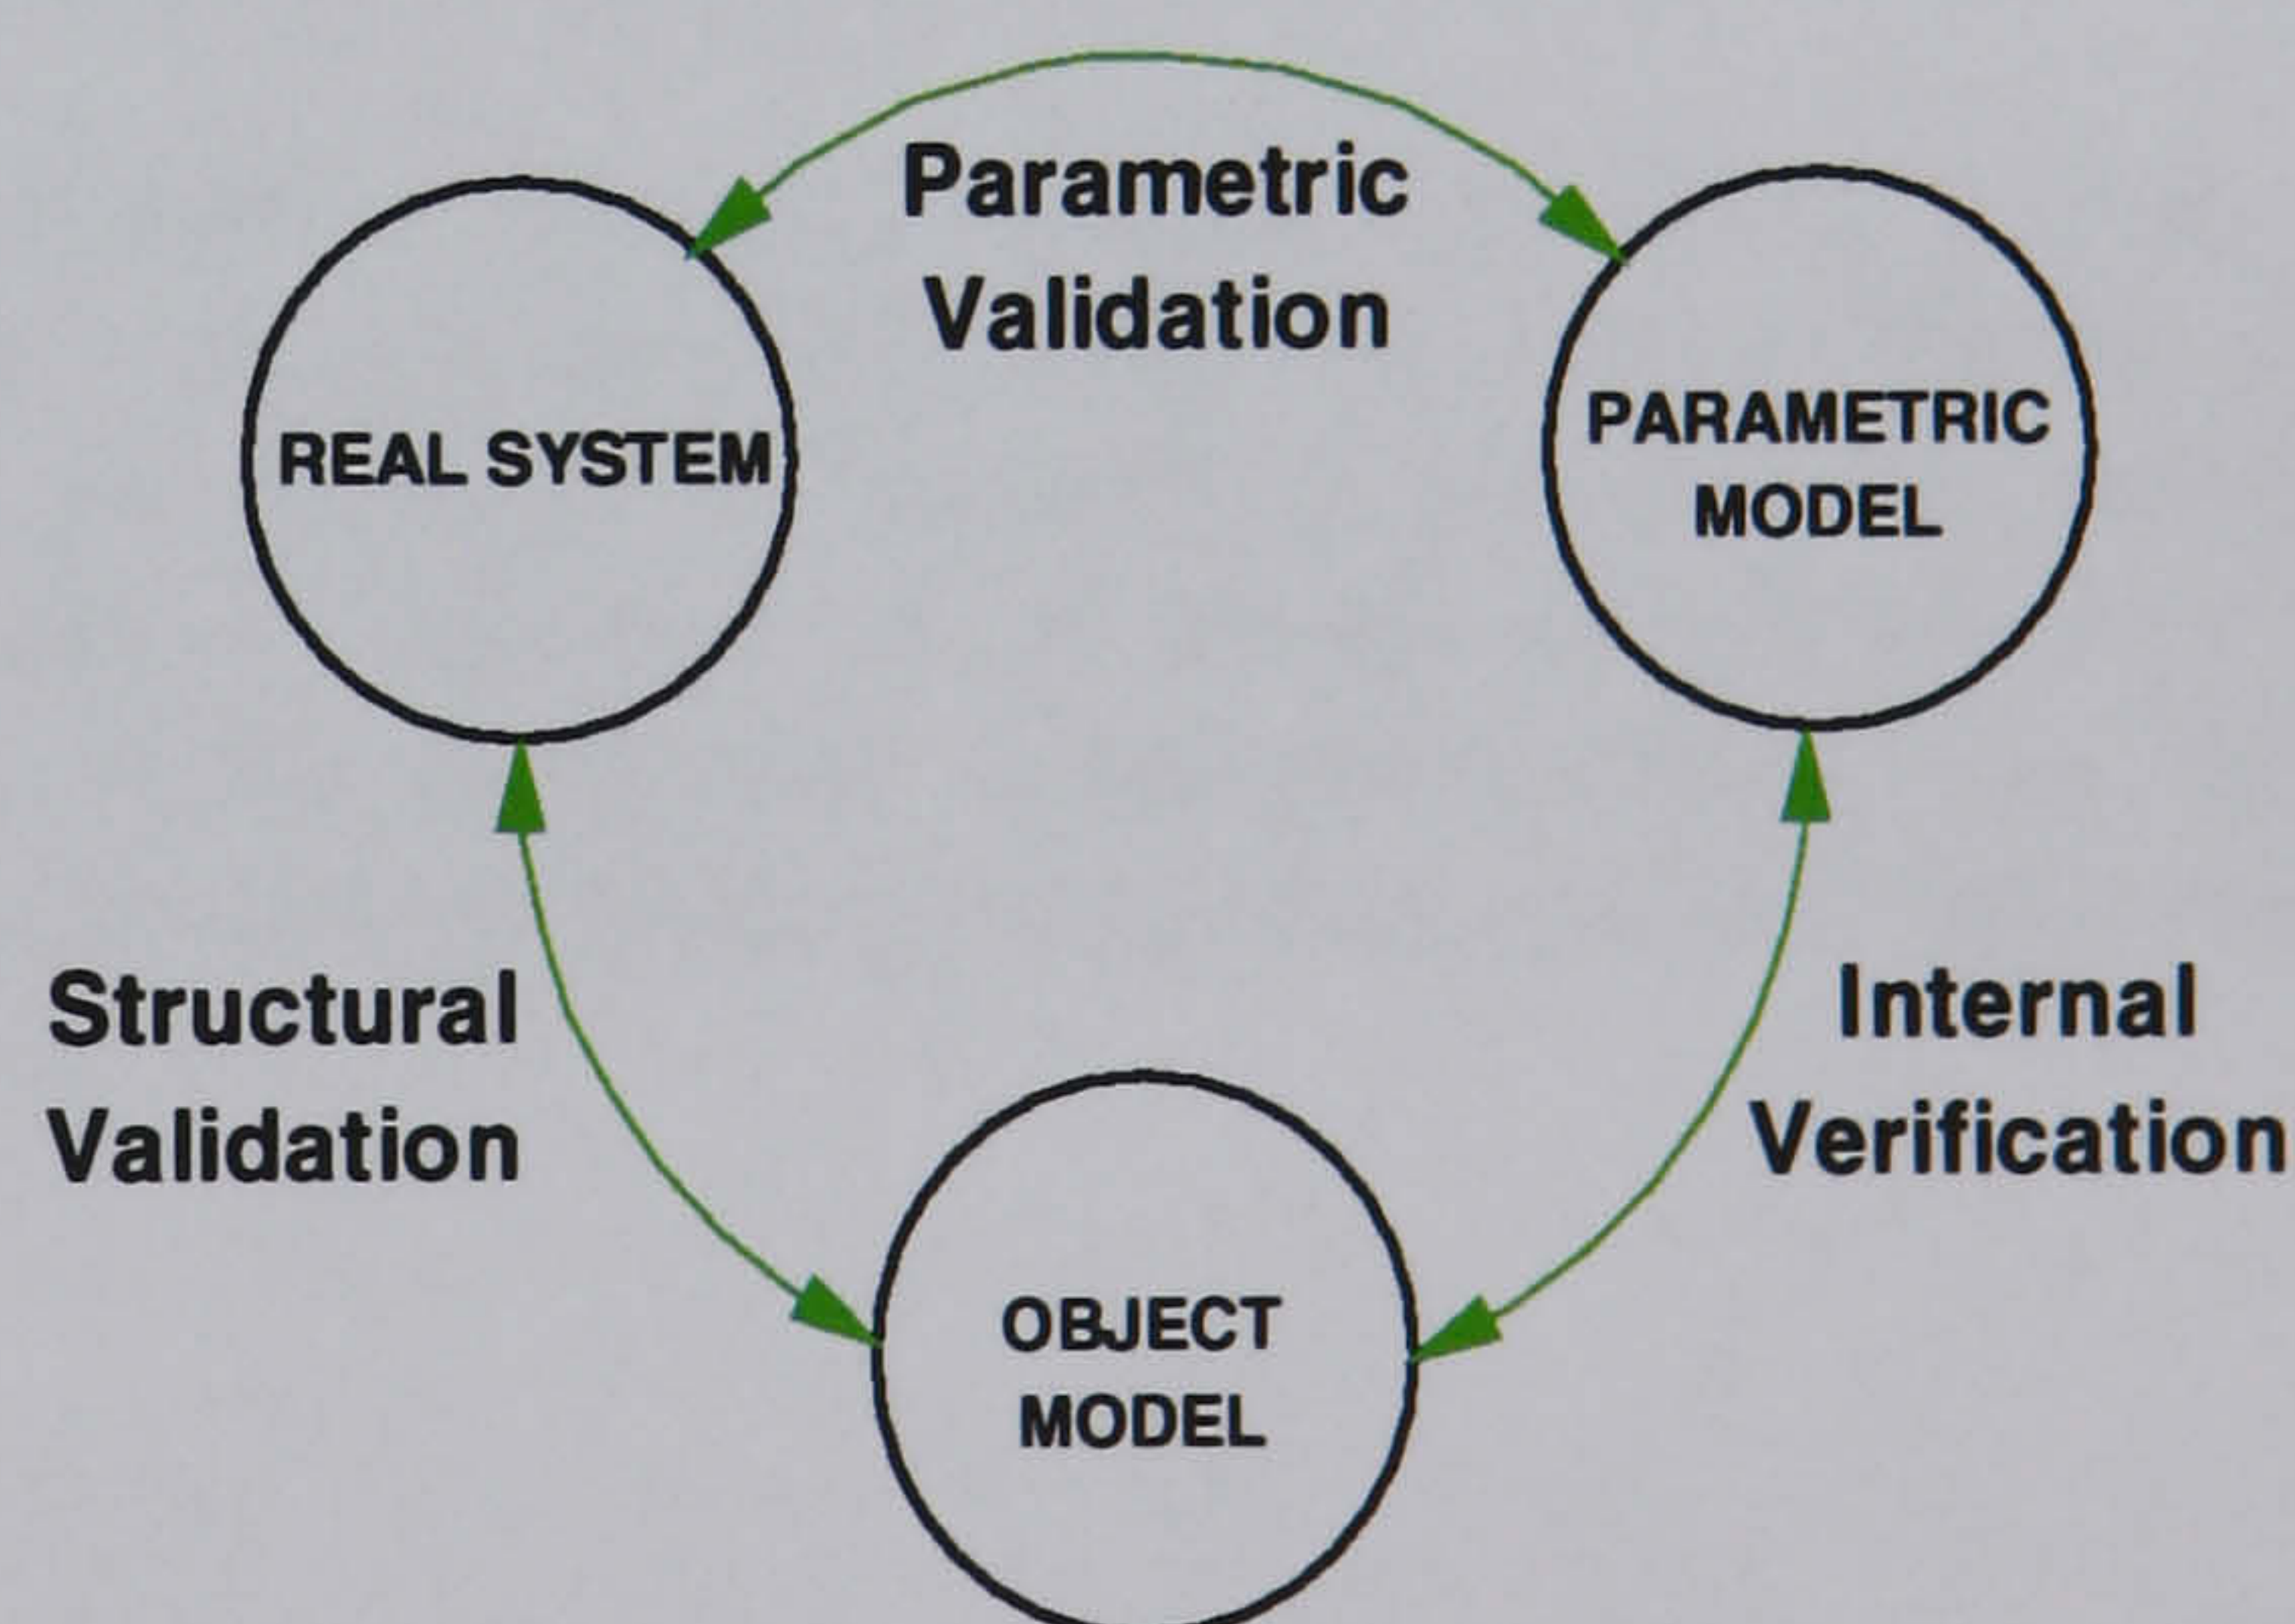 Parametric
Validation
REAL SYSTEM
PARAMETRIC
MODEL
Structural
Validation
Internal
Verification
OBJECT
MODEL